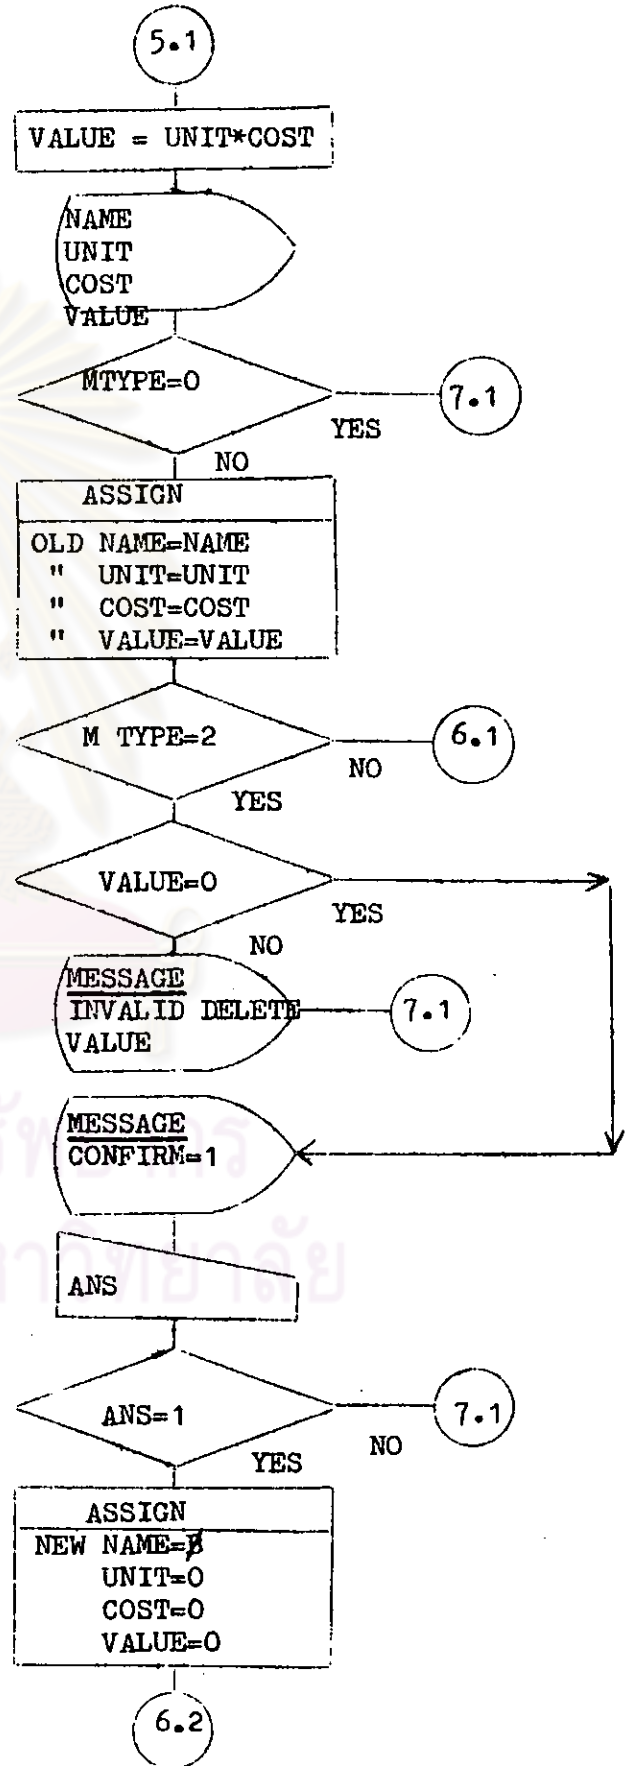 5.1
VALUE = UNIT*COST
NAME
UNIT
COST
VALUE
MTYPE=0
7.1
YES
NO
ASSIGN
OLD NAME=NAME
" UNIT=UNIT
" COST=COST
" VALUE=VALUE
M TYPE=2
6.1
NO
YES
VALUE=0
YES
NO
MESSAGE
INVALID DELETE
VALUE
7.1
MESSAGE
CONFIRM=1
ANS
ANS=1
7.1
NO
YES
ASSIGN
NEW NAME=B̸
UNIT=0
COST=0
VALUE=0
6.2